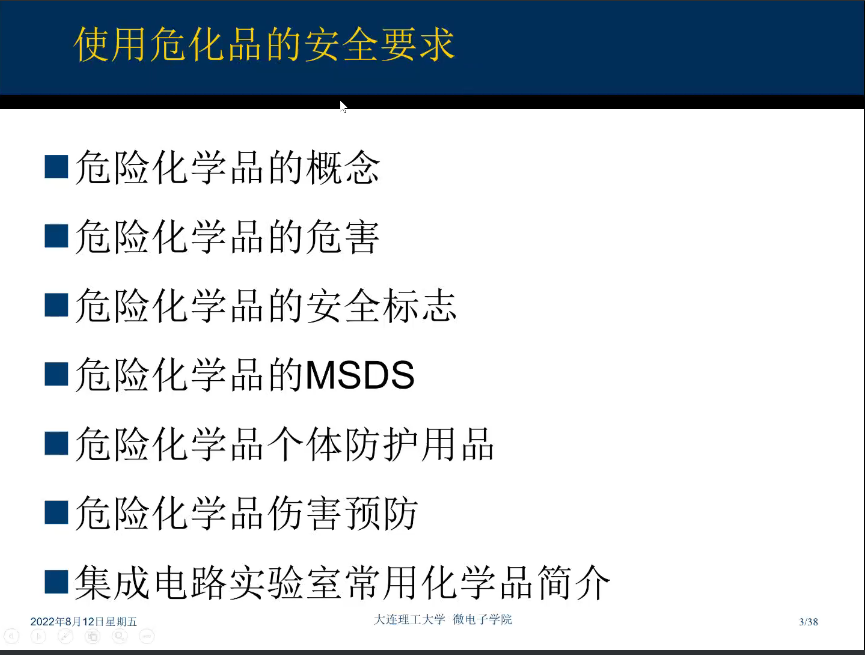 使用危化品的安全要求
■危险化学品的概念
■危险化学品的危害
■危险化学品的安全标志
■危险化学品的MSDS
■危险化学品个体防护用品
■危险化学品伤害预防
■集成电路实验室常用化学品简介
2022年8月12日星期五 大连理工大学 微电子学院 3/38